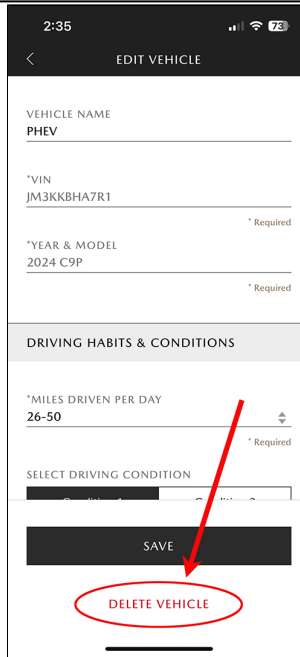 2:35
73
EDIT VEHICLE
VEHICLE NAME
PHEV
*VIN
JM3KKBHA7R1
* Required
*YEAR & MODEL
2024 C9P
* Required
DRIVING HABITS & CONDITIONS
*MILES DRIVEN PER DAY
26-50
* Required
SELECT DRIVING CONDITION
SAVE
DELETE VEHICLE